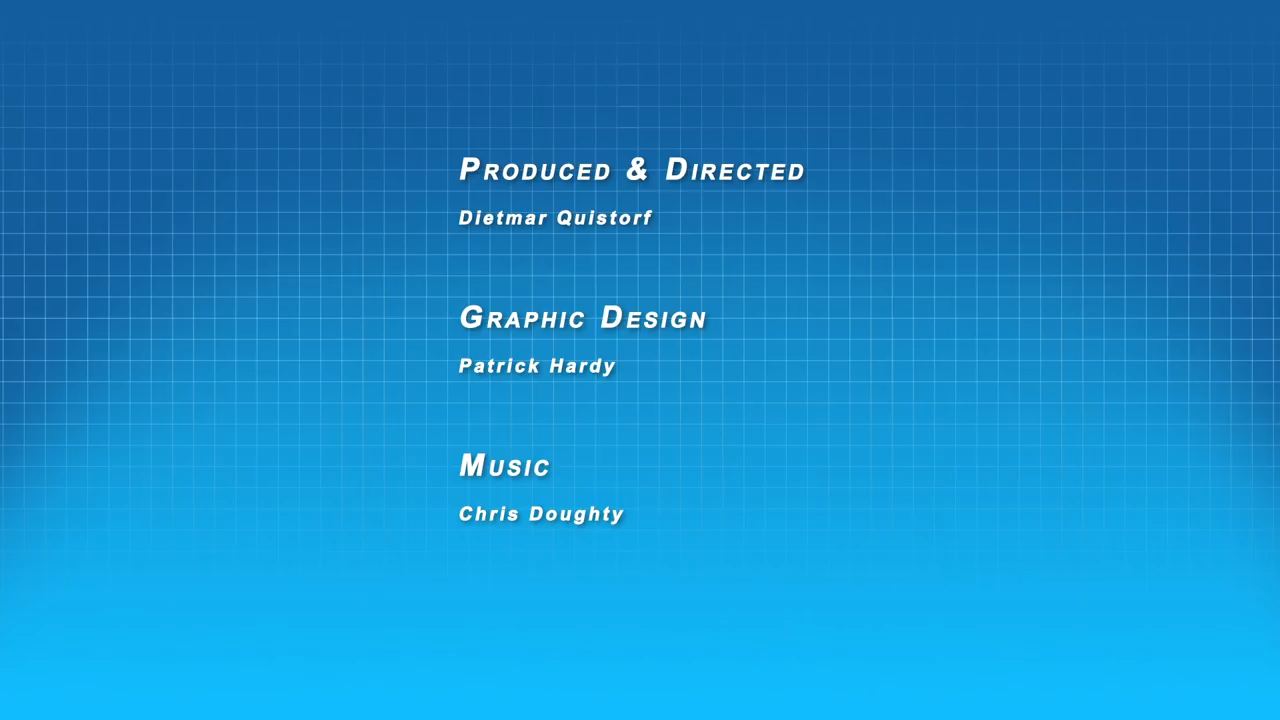 Produced & Directed
Dietmar Quistorf
Graphic Design
Patrick Hardy
Music
Chris Doughty